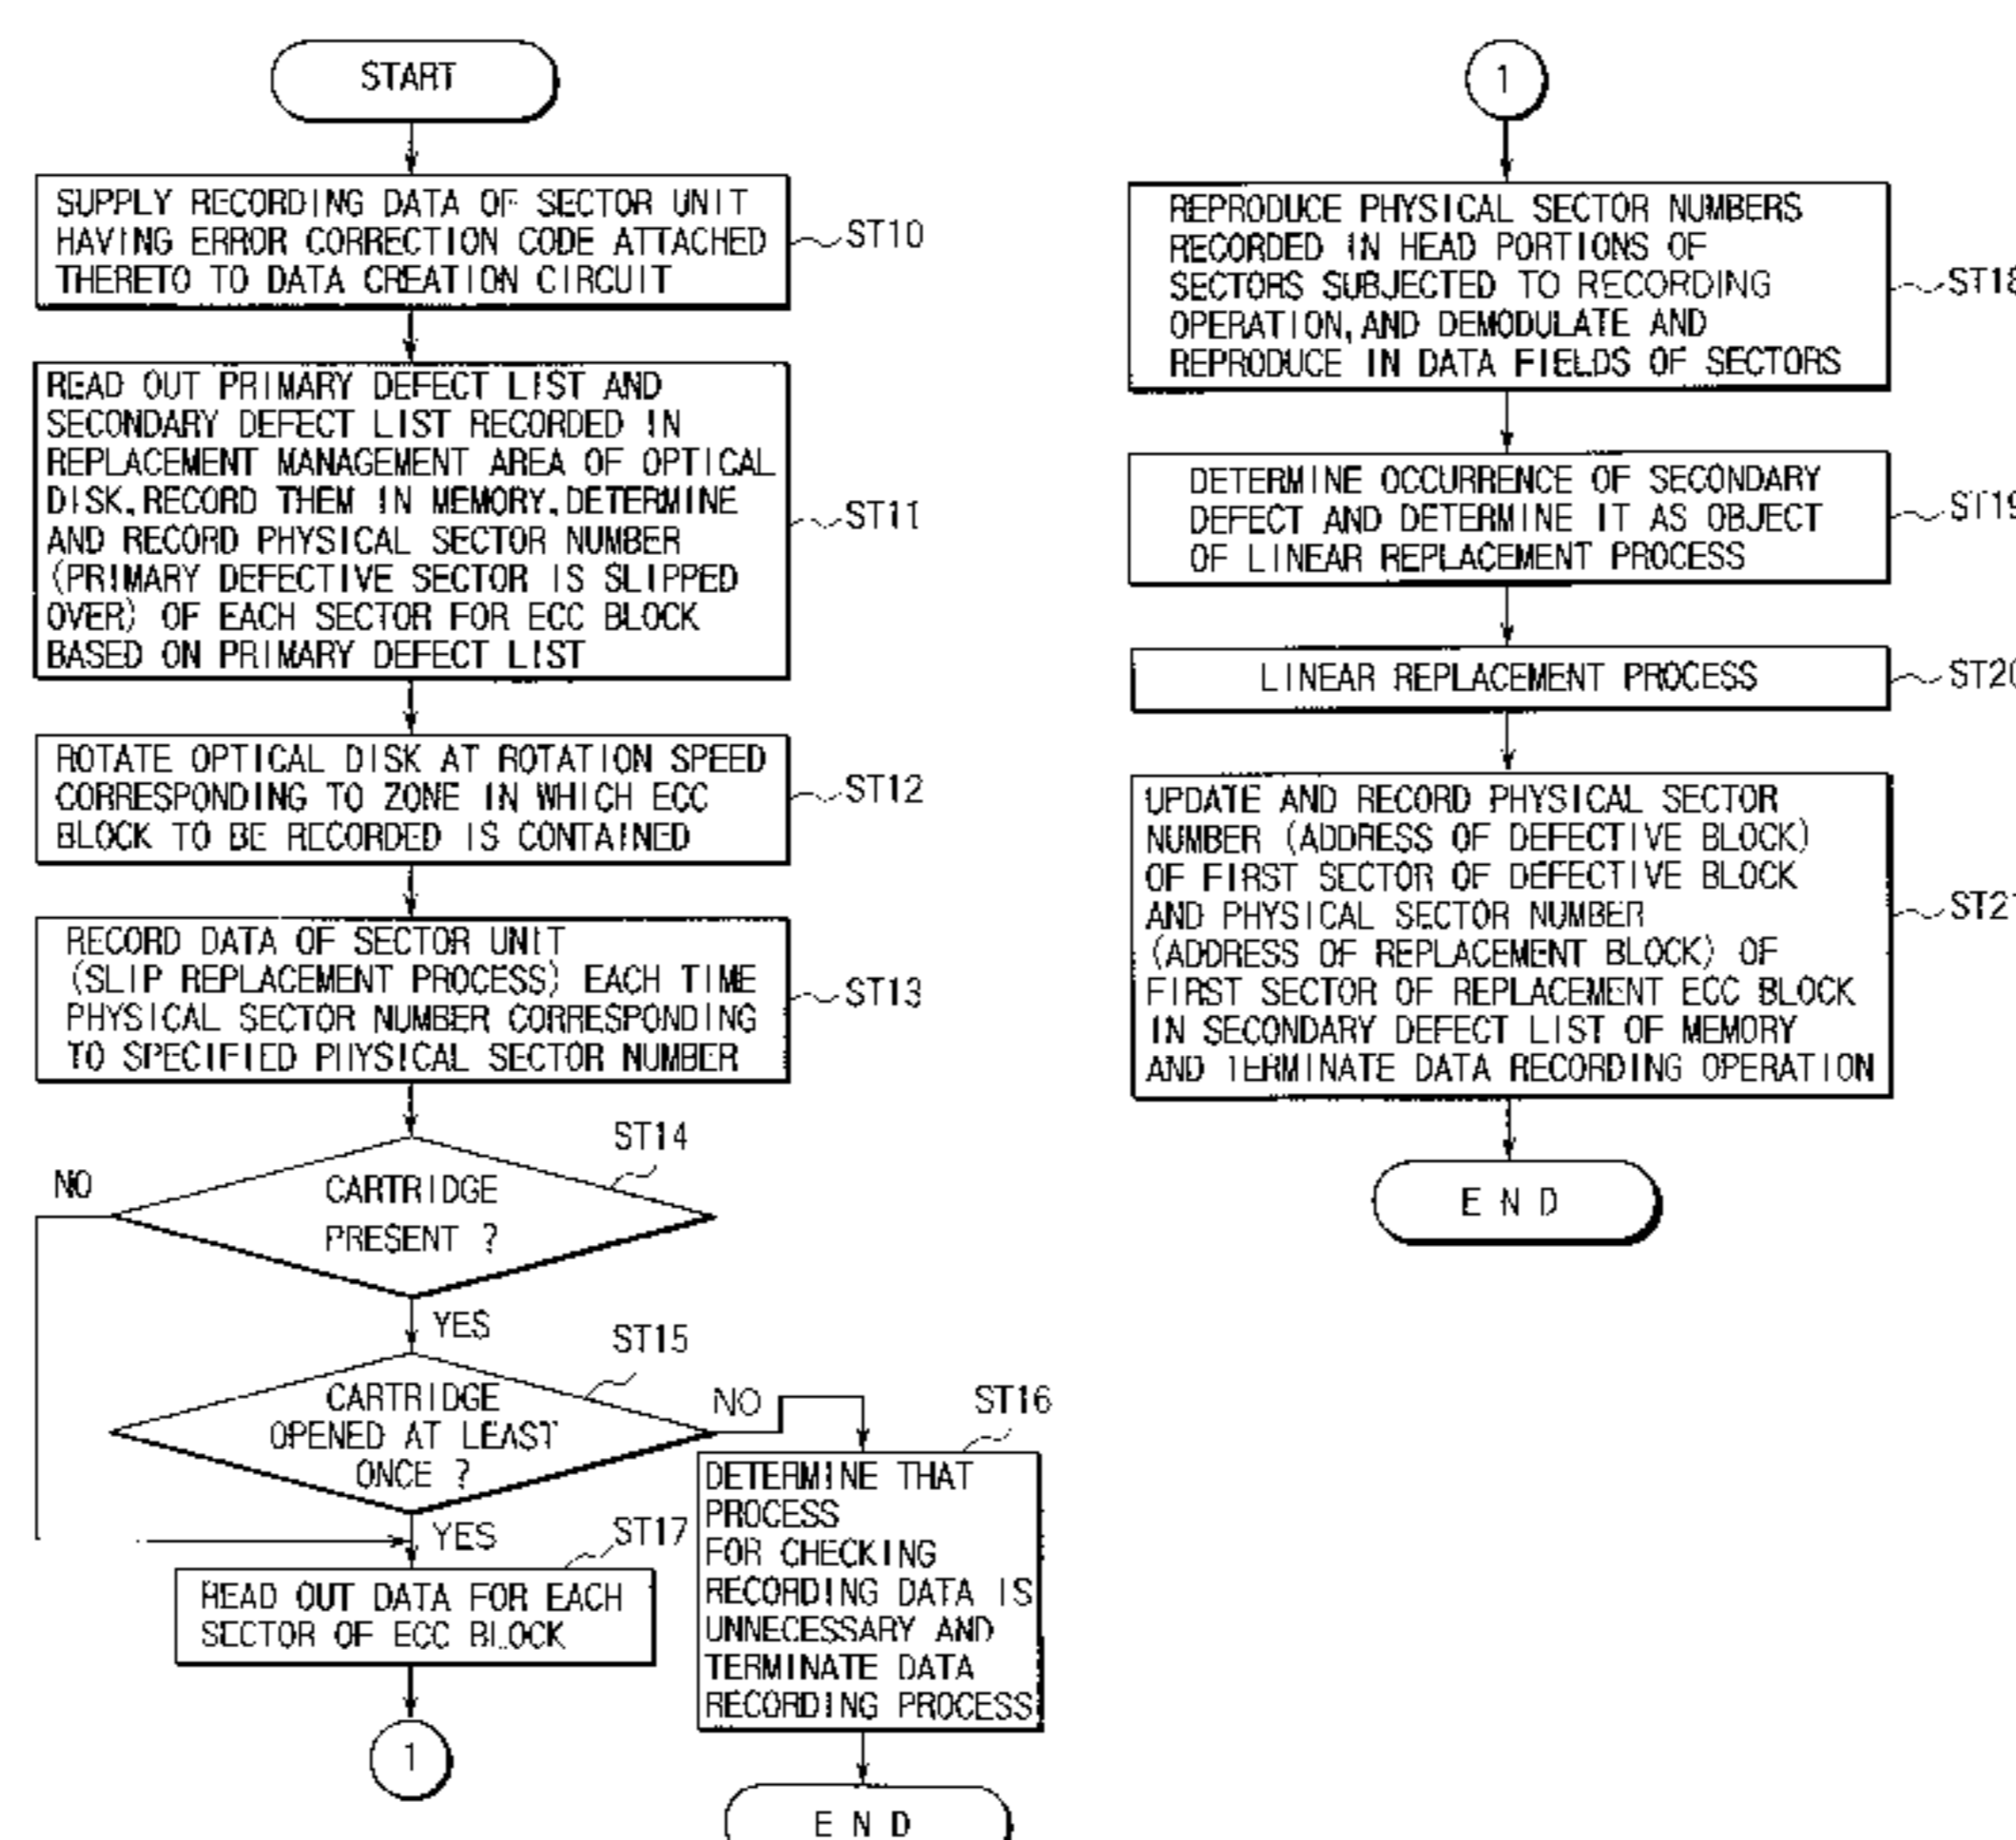 START
SUPPLY RECORDING DATA OF SECTOR UNIT
HAVING ERROR CORRECTION CODE ATTACHED
THERETO TO DATA CREATION CIRCUIT
ST10
READ OUT PRIMARY DEFECT LIST AND
SECONDARY DEFECT LIST RECORDED IN
REPLACEMENT MANAGEMENT AREA OF OPTICAL
DISK, RECORD THEM IN MEMORY, DETERMINE
AND RECORD PHYSICAL SECTOR NUMBER
(PRIMARY DEFECTIVE SECTOR IS SLIPPED
OVER) OF EACH SECTOR FOR ECC BLOCK
BASED ON PRIMARY DEFECT LIST
ST11
ROTATE OPTICAL DISK AT ROTATION SPEED
CORRESPONDING TO ZONE IN WHICH ECC
BLOCK TO BE RECORDED IS CONTAINED
ST12
RECORD DATA OF SECTOR UNIT
(SLIP REPLACEMENT PROCESS) EACH TIME
PHYSICAL SECTOR NUMBER CORRESPONDING
TO SPECIFIED PHYSICAL SECTOR NUMBER
ST13
ST14
NO
CARTRIDGE
PRESENT ?
YES
ST15
CARTRIDGE
OPENED AT LEAST
ONCE ?
NO
YES
ST16
DETERMINE THAT
PROCESS
FOR CHECKING
RECORDING DATA IS
UNNECESSARY AND
TERMINATE DATA
RECORDING PROCESS
END
ST17
READ OUT DATA FOR EACH
SECTOR OF ECC BLOCK
1
1
REPRODUCE PHYSICAL SECTOR NUMBERS
RECORDED IN HEAD PORTIONS OF
SECTORS SUBJECTED TO RECORDING
OPERATION, AND DEMODULATE AND
REPRODUCE IN DATA FIELDS OF SECTORS
ST18
DETERMINE OCCURRENCE OF SECONDARY
DEFECT AND DETERMINE IT AS OBJECT
OF LINEAR REPLACEMENT PROCESS
ST19
LINEAR REPLACEMENT PROCESS
ST20
UPDATE AND RECORD PHYSICAL SECTOR
NUMBER (ADDRESS OF DEFECTIVE BLOCK)
OF FIRST SECTOR OF DEFECTIVE BLOCK
AND PHYSICAL SECTOR NUMBER
(ADDRESS OF REPLACEMENT BLOCK) OF
FIRST SECTOR OF REPLACEMENT ECC BLOCK
IN SECONDARY DEFECT LIST OF MEMORY
AND TERMINATE DATA RECORDING OPERATION
ST21
END